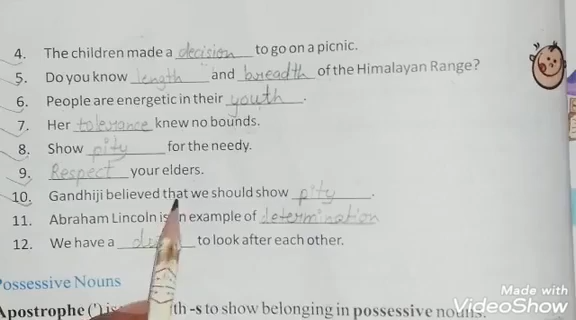 4. The children made a decision to go on a picnic.
5. Do you know length and breadth of the Himalayan Range?
6. People are energetic in their youth.
7. Her tolerance knew no bounds.
8. Show pity for the needy.
9. Respect your elders.
10. Gandhiji believed that we should show pity.
11. Abraham Lincoln is an example of determination
12. We have a to look after each other.
Possessive Nouns
Apostrophe (') is th -s to show belonging in possessive nouns.
Made with
VideoShow